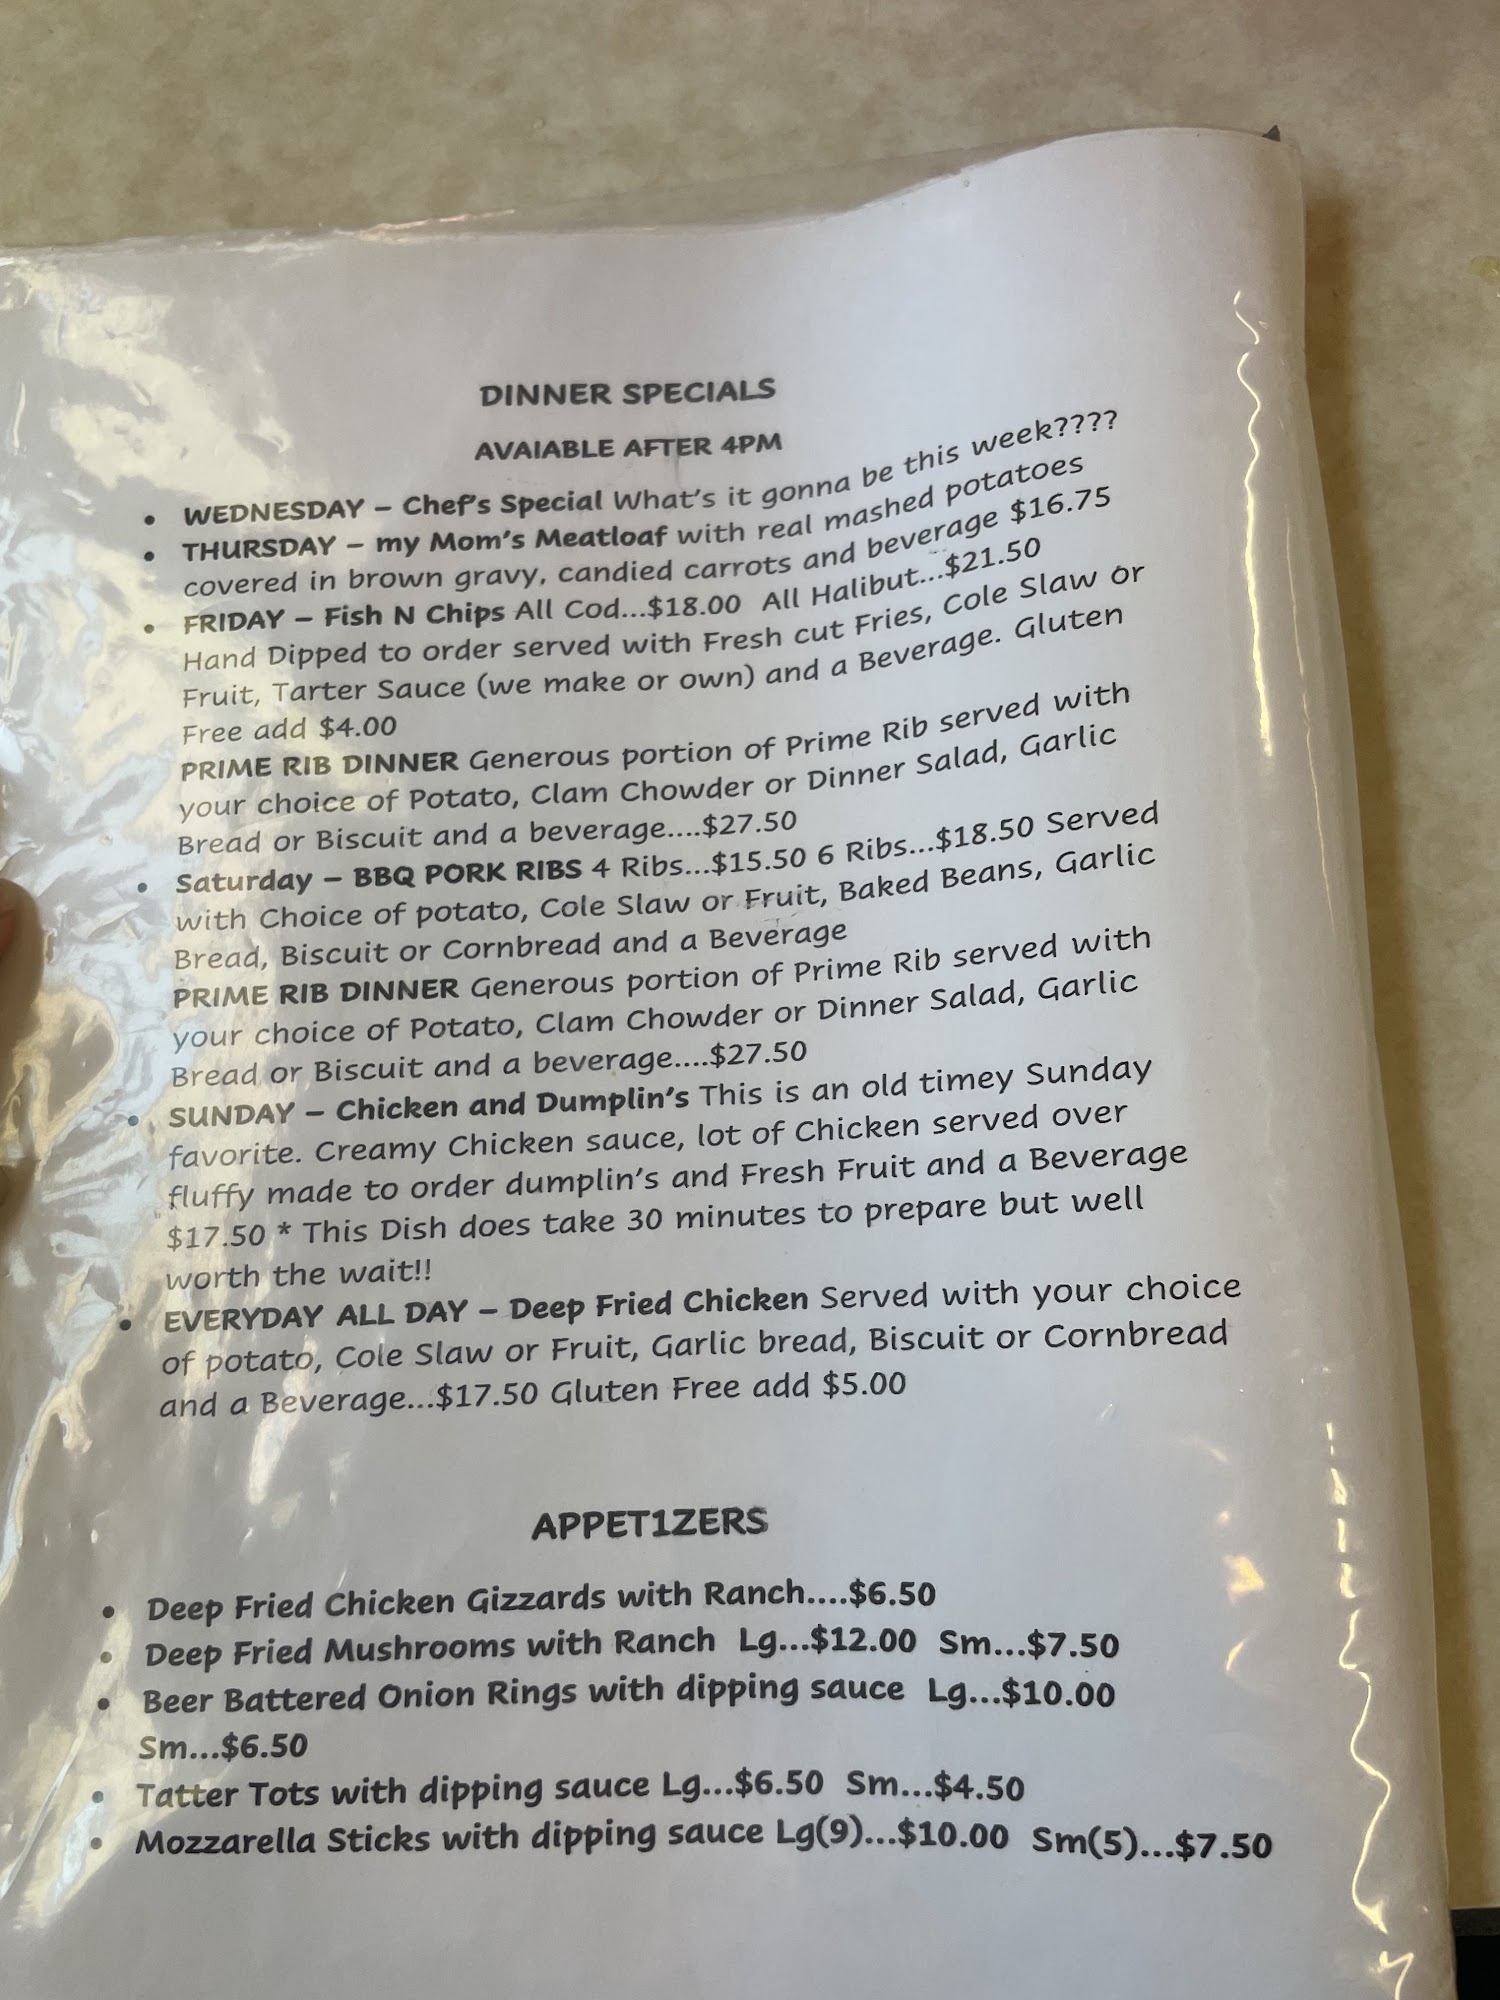 DINNER SPECIALS
AVAIABLE AFTER 4PM
• WEDNESDAY – Chef's Special What's it gonna be this week????
• THURSDAY – my Mom's Meatloaf with real mashed potatoes
covered in brown gravy, candied carrots and beverage $16.75
• FRIDAY – Fish N Chips All Cod...$18.00 All Halibut...$21.50
Hand Dipped to order served with Fresh cut Fries, Cole Slaw or
Fruit, Tarter Sauce (we make or own) and a Beverage. Gluten
Free add $4.00
PRIME RIB DINNER Generous portion of Prime Rib served with
your choice of Potato, Clam Chowder or Dinner Salad, Garlic
Bread or Biscuit and a beverage....$27.50
• Saturday – BBQ PORK RIBS 4 Ribs...$15.50 6 Ribs...$18.50 Served
with Choice of potato, Cole Slaw or Fruit, Baked Beans, Garlic
Bread, Biscuit or Cornbread and a Beverage
PRIME RIB DINNER Generous portion of Prime Rib served with
your choice of Potato, Clam Chowder or Dinner Salad, Garlic
Bread or Biscuit and a beverage....$27.50
• SUNDAY – Chicken and Dumplin's This is an old timey Sunday
favorite. Creamy Chicken sauce, lot of Chicken served over
fluffy made to order dumplin's and Fresh Fruit and a Beverage
$17.50 * This Dish does take 30 minutes to prepare but well
worth the wait!!
• EVERYDAY ALL DAY – Deep Fried Chicken Served with your choice
of potato, Cole Slaw or Fruit, Garlic bread, Biscuit or Cornbread
and a Beverage...$17.50 Gluten Free add $5.00
APPET1ZERS
• Deep Fried Chicken Gizzards with Ranch....$6.50
• Deep Fried Mushrooms with Ranch Lg...$12.00 Sm...$7.50
• Beer Battered Onion Rings with dipping sauce Lg...$10.00
Sm...$6.50
• Tatter Tots with dipping sauce Lg...$6.50 Sm...$4.50
• Mozzarella Sticks with dipping sauce Lg(9)...$10.00 Sm(5)...$7.50